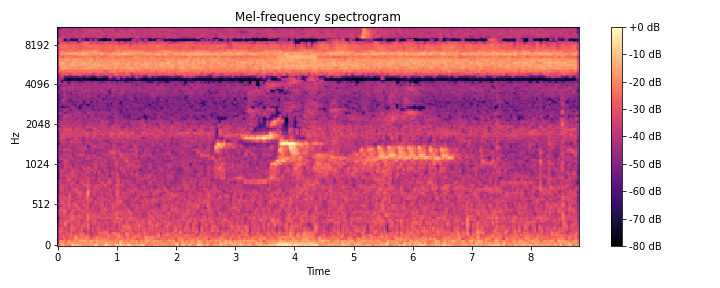 Mel-frequency spectrogram
Hz
8192
4096
2048
1024
512
0
0 1 2 3 4 5 6 7 8
Time
+0 dB
-10 dB
-20 dB
-30 dB
-40 dB
-50 dB
-60 dB
-70 dB
-80 dB